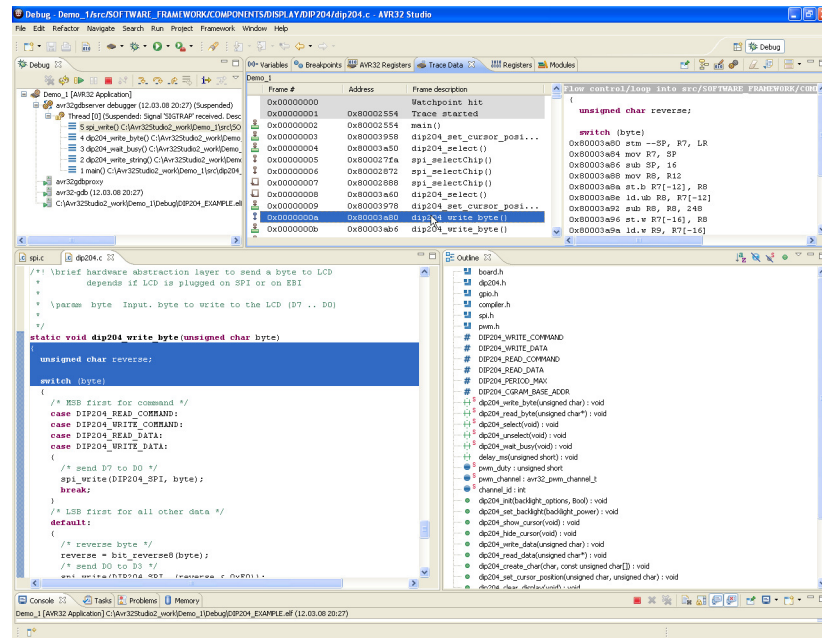 Debug - Demo_1/src/SOFTWARE_FRAMEWORK/COMPONENTS/DISPLAY/DIP204/dip204.c - AVR32 Studio
File Edit Refactor Navigate Search Run Project Framework Window Help
Debug
Debug
Demo_1 [AVR32 Application]
avr32gdbserver debugger (12.03.08 20:27) (Suspended)
Thread [0] (Suspended: Signal 'SIGTRAP' received. Desc
5 spi_write() C:\Avr32Studio2_work\Demo_1\src\SO
4 dip204_write_byte() C:\Avr32Studio2_work\Demo
3 dip204_wait_busy() C:\Avr32Studio2_work\Demo_
2 dip204_write_string() C:\Avr32Studio2_work\Dem
1 main() C:\Avr32Studio2_work\Demo_1\src\dip204_
avr32gdbproxy
avr32-gdb (12.03.08 20:27)
C:\Avr32Studio2_work\Demo_1\Debug\DIP204_EXAMPLE.elf
Variables Breakpoints AVR32 Registers Trace Data Registers Modules
Demo_1
Frame # Address Frame description
0x00000000 Watchpoint hit
0x00000001 0x80002554 Trace started
0x00000002 0x80002554 main()
0x00000003 0x80003958 dip204_set_cursor_posi...
0x00000004 0x80003a50 dip204_select()
0x00000005 0x800027fa spi_selectChip()
0x00000006 0x80002872 spi_selectChip()
0x00000007 0x80002888 spi_selectChip()
0x00000008 0x80003a60 dip204_select()
0x00000009 0x80003978 dip204_set_cursor_posi...
0x0000000a 0x80003a80 dip204_write_byte()
0x0000000b 0x80003ab6 dip204_write_byte()
Flow control/loop into src/SOFTWARE_FRAMEWORK/COM
{
unsigned char reverse;
switch (byte)
0x80003a80 stm --SP, R7, LR
0x80003a84 mov R7, SP
0x80003a86 sub SP, 16
0x80003a88 mov R8, R12
0x80003a8a st.b R7[-12], R8
0x80003a8e ld.ub R8, R7[-12]
0x80003a92 sub R8, R8, 248
0x80003a96 st.w R7[-16], R8
0x80003a9a ld.w R9, R7[-16]
spi.c dip204.c
/*! \brief hardware abstraction layer to send a byte to LCD
* depends if LCD is plugged on SPI or on EBI
*
* \param byte Input. byte to write to the LCD (D7 .. D0)
*
*/
static void dip204_write_byte(unsigned char byte)
{
unsigned char reverse;
switch (byte)
{
/* MSB first for command */
case DIP204_READ_COMMAND:
case DIP204_WRITE_COMMAND:
case DIP204_READ_DATA:
case DIP204_WRITE_DATA:
{
/* send D7 to D0 */
spi_write(DIP204_SPI, byte);
break;
}
/* LSB first for all other data */
default:
{
/* reverse byte */
reverse = bit_reverse8(byte);
/* send D0 to D3 */
spi_write(DIP204_SPI, (reverse & 0xF0));
Outline
board.h
dip204.h
gpio.h
compiler.h
spi.h
pwm.h
DIP204_WRITE_COMMAND
DIP204_WRITE_DATA
DIP204_READ_COMMAND
DIP204_READ_DATA
DIP204_PERIOD_MAX
DIP204_CGRAM_BASE_ADDR
dip204_write_byte(unsigned char) : void
dip204_read_byte(unsigned char*) : void
dip204_select(void) : void
dip204_unselect(void) : void
dip204_wait_busy(void) : void
delay_ms(unsigned short) : void
pwm_duty : unsigned short
pwm_channel : avr32_pwm_channel_t
channel_id : int
dip204_init(backlight_options, Bool) : void
dip204_set_backlight(backlight_power) : void
dip204_show_cursor(void) : void
dip204_hide_cursor(void) : void
dip204_write_data(unsigned char) : void
dip204_read_data(unsigned char*) : void
dip204_create_char(char, const unsigned char[]) : void
dip204_set_cursor_position(unsigned char, unsigned char) : void
dip204_clear_display(void) : void
Console Tasks Problems Memory
Demo_1 [AVR32 Application] C:\Avr32Studio2_work\Demo_1\Debug\DIP204_EXAMPLE.elf (12.03.08 20:27)